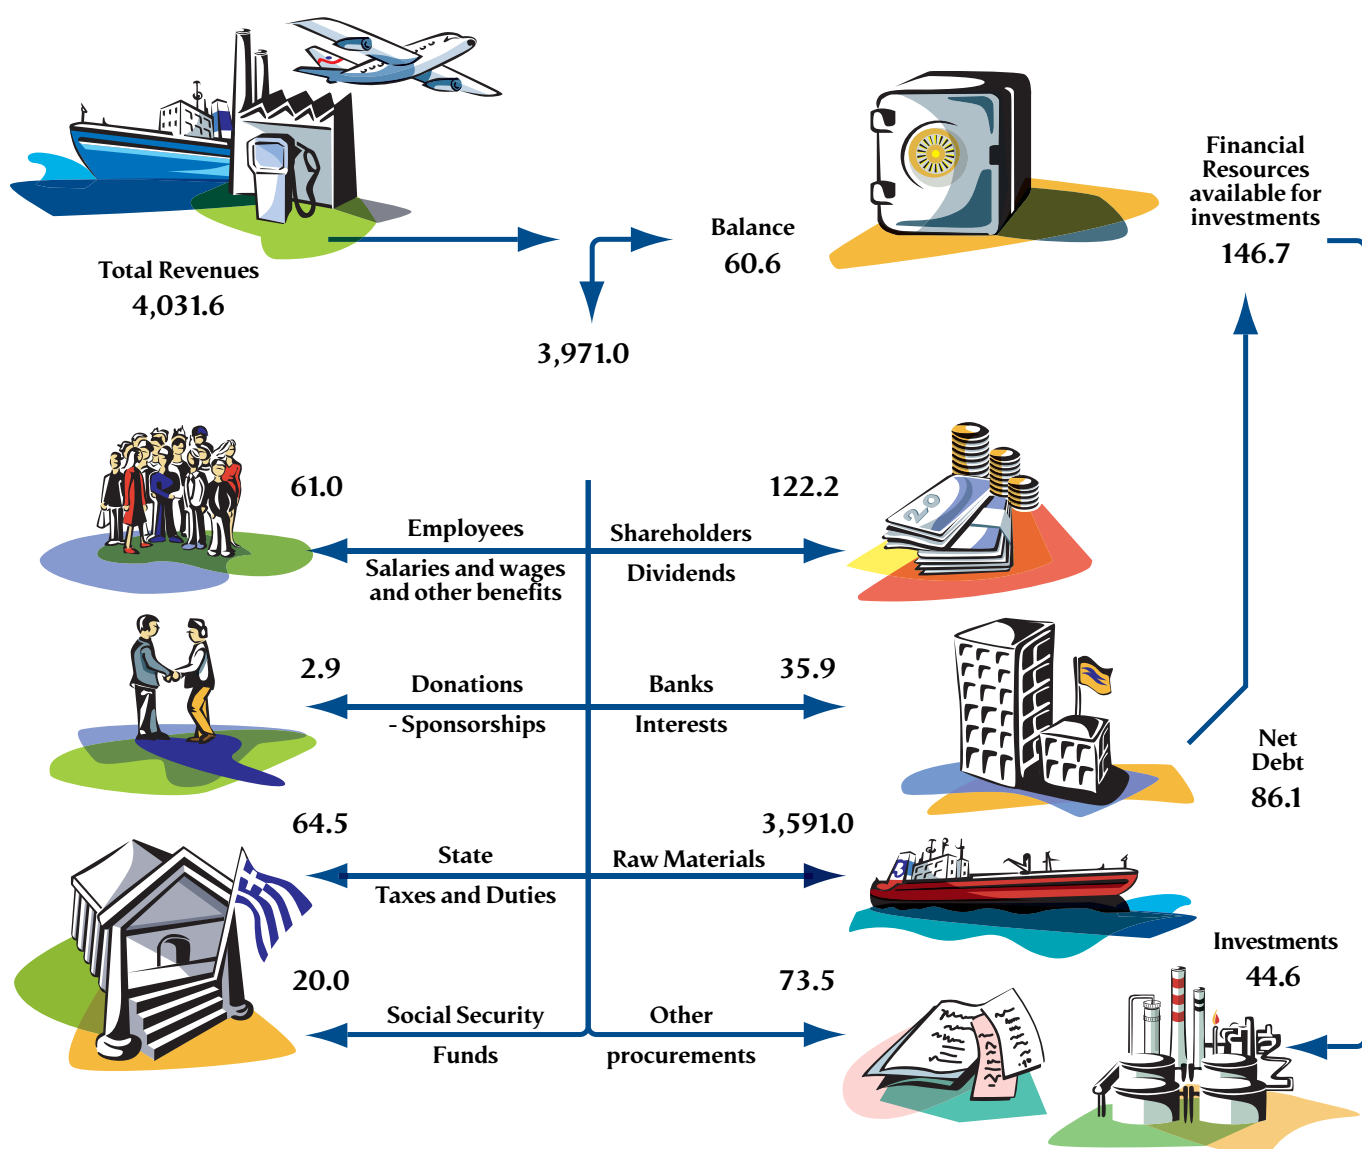 Total Revenues
4,031.6
Balance
60.6
Financial
Resources
available for
investments
146.7
3,971.0
61.0
Employees
Salaries and wages
and other benefits
122.2
Shareholders
Dividends
20
2.9
Donations
- Sponsorships
35.9
Banks
Interests
Net
Debt
86.1
64.5
State
Taxes and Duties
3,591.0
Raw Materials
3
20.0
Social Security
Funds
73.5
Other
procurements
Investments
44.6